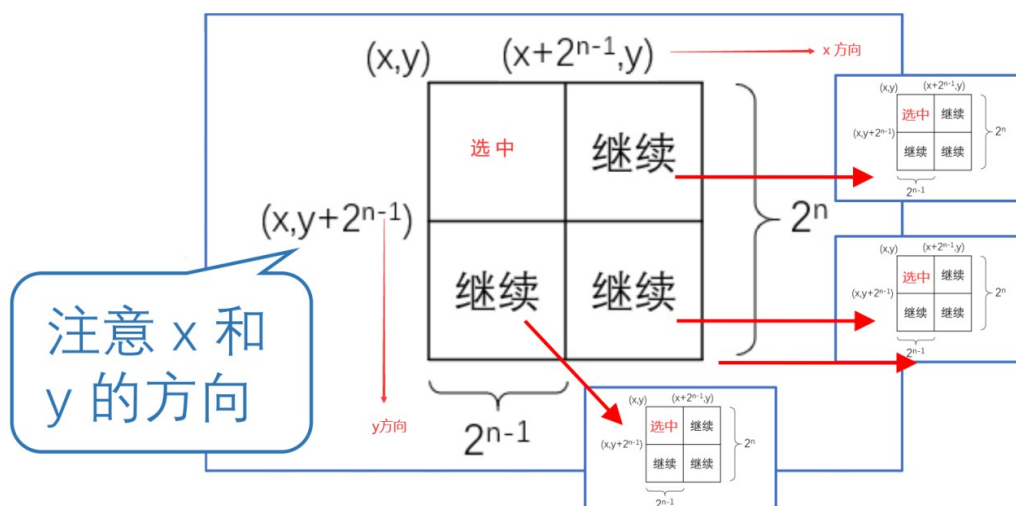 (x,y)
(x+2ⁿ⁻¹,y)
x 方向
选 中
继续
(x,y+2ⁿ⁻¹)
继续
继续
2ⁿ
2ⁿ⁻¹
y方向
注意 x 和
y 的方向
(x,y)
(x+2ⁿ⁻¹,y)
选中
继续
(x,y+2ⁿ⁻¹)
继续
继续
2ⁿ
2ⁿ⁻¹
(x,y)
(x+2ⁿ⁻¹,y)
选中
继续
(x,y+2ⁿ⁻¹)
继续
继续
2ⁿ
2ⁿ⁻¹
(x,y)
(x+2ⁿ⁻¹,y)
选中
继续
(x,y+2ⁿ⁻¹)
继续
继续
2ⁿ
2ⁿ⁻¹